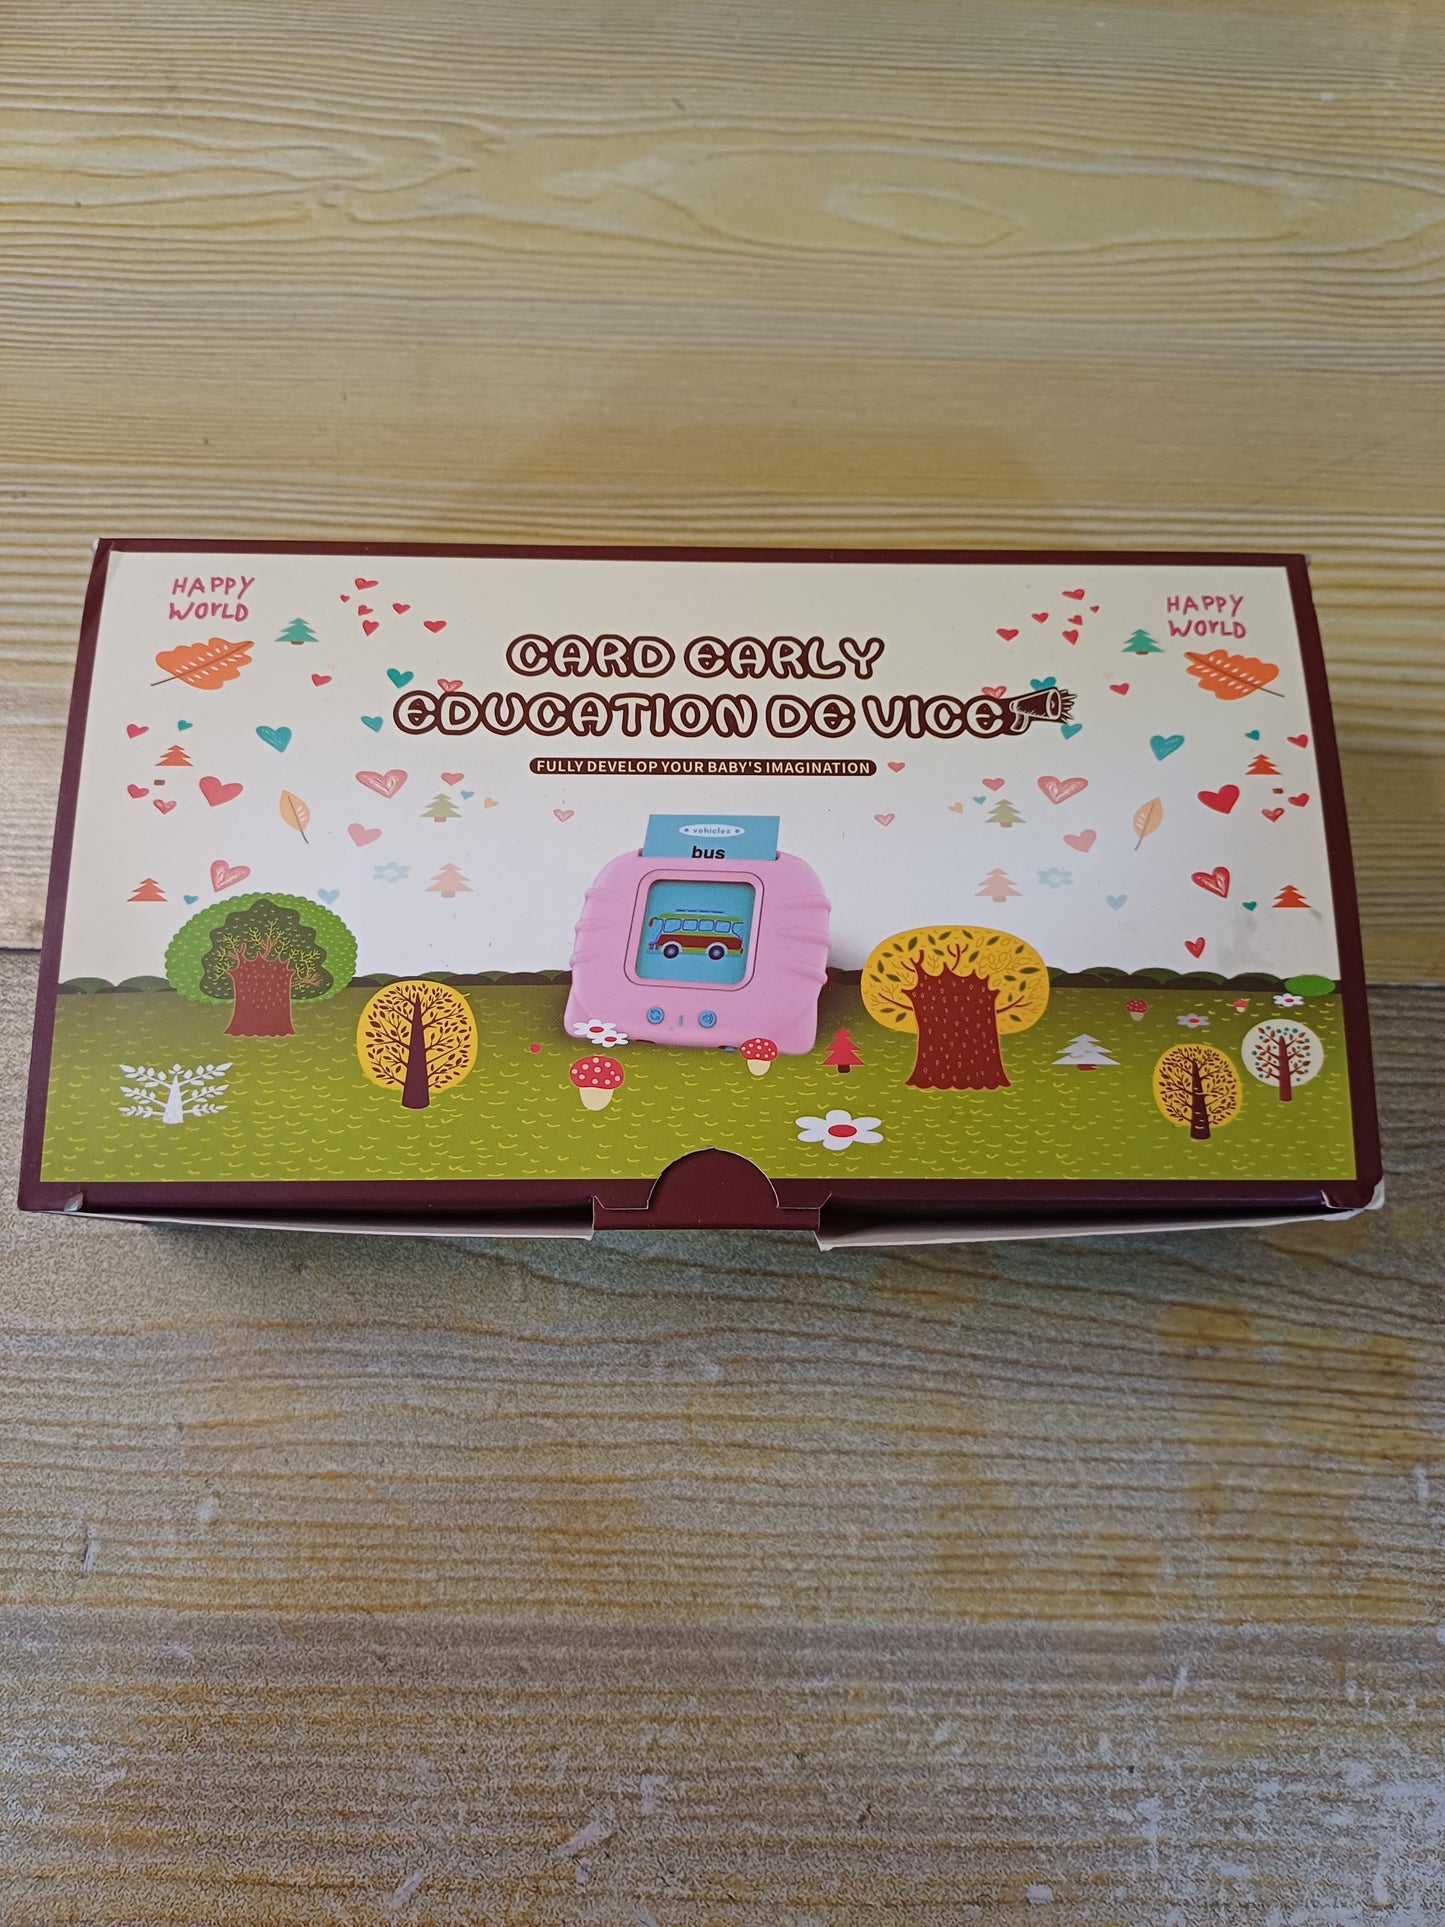 HAPPY
WORLD
HAPPY
WORLD
CARD EARLY
EDUCATION DE VICE
FULLY DEVELOP YOUR BABY'S IMAGINATION
vehicles
bus